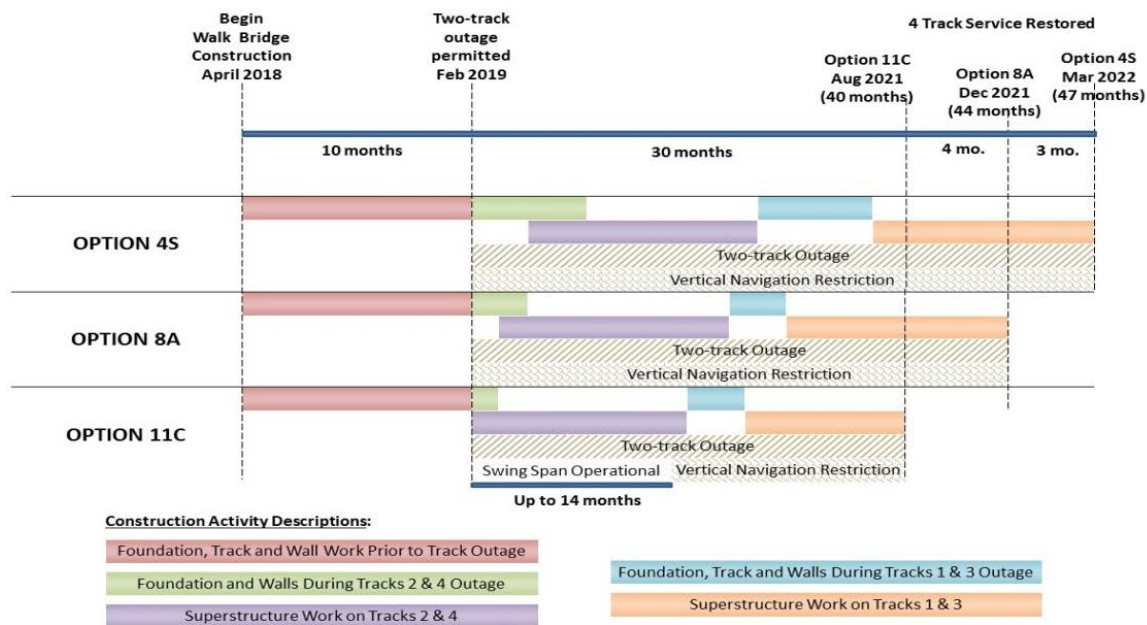 Begin
Walk Bridge
Construction
April 2018
Two-track
outage
permitted
Feb 2019
4 Track Service Restored
Option 11C
Aug 2021
(40 months)
Option 8A
Dec 2021
(44 months)
Option 4S
Mar 2022
(47 months)
10 months
30 months
4 mo.
3 mo.
OPTION 4S
Two-track Outage
Vertical Navigation Restriction
OPTION 8A
Two-track Outage
Vertical Navigation Restriction
OPTION 11C
Two-track Outage
Swing Span Operational
Vertical Navigation Restriction
Up to 14 months
Construction Activity Descriptions:
Foundation, Track and Wall Work Prior to Track Outage
Foundation and Walls During Tracks 2 & 4 Outage
Superstructure Work on Tracks 2 & 4
Foundation, Track and Walls During Tracks 1 & 3 Outage
Superstructure Work on Tracks 1 & 3